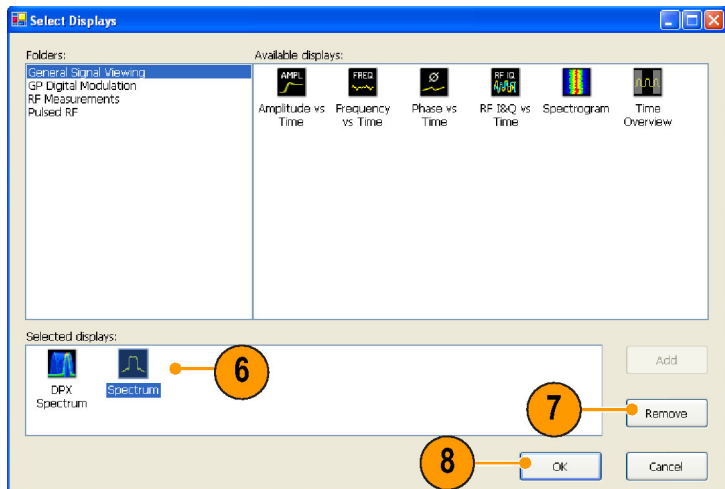 Select Displays
Folders:
General Signal Viewing
GP Digital Modulation
RF Measurements
Pulsed RF
Available displays:
AMPL
Amplitude vs
Time
FREQ
Frequency
vs Time
Ø
Phase vs
Time
RF IQ
RF I&Q vs
Time
Spectrogram
Time
Overview
Selected displays:
DPX
Spectrum
Spectrum
6
Add
7
Remove
8
OK
Cancel